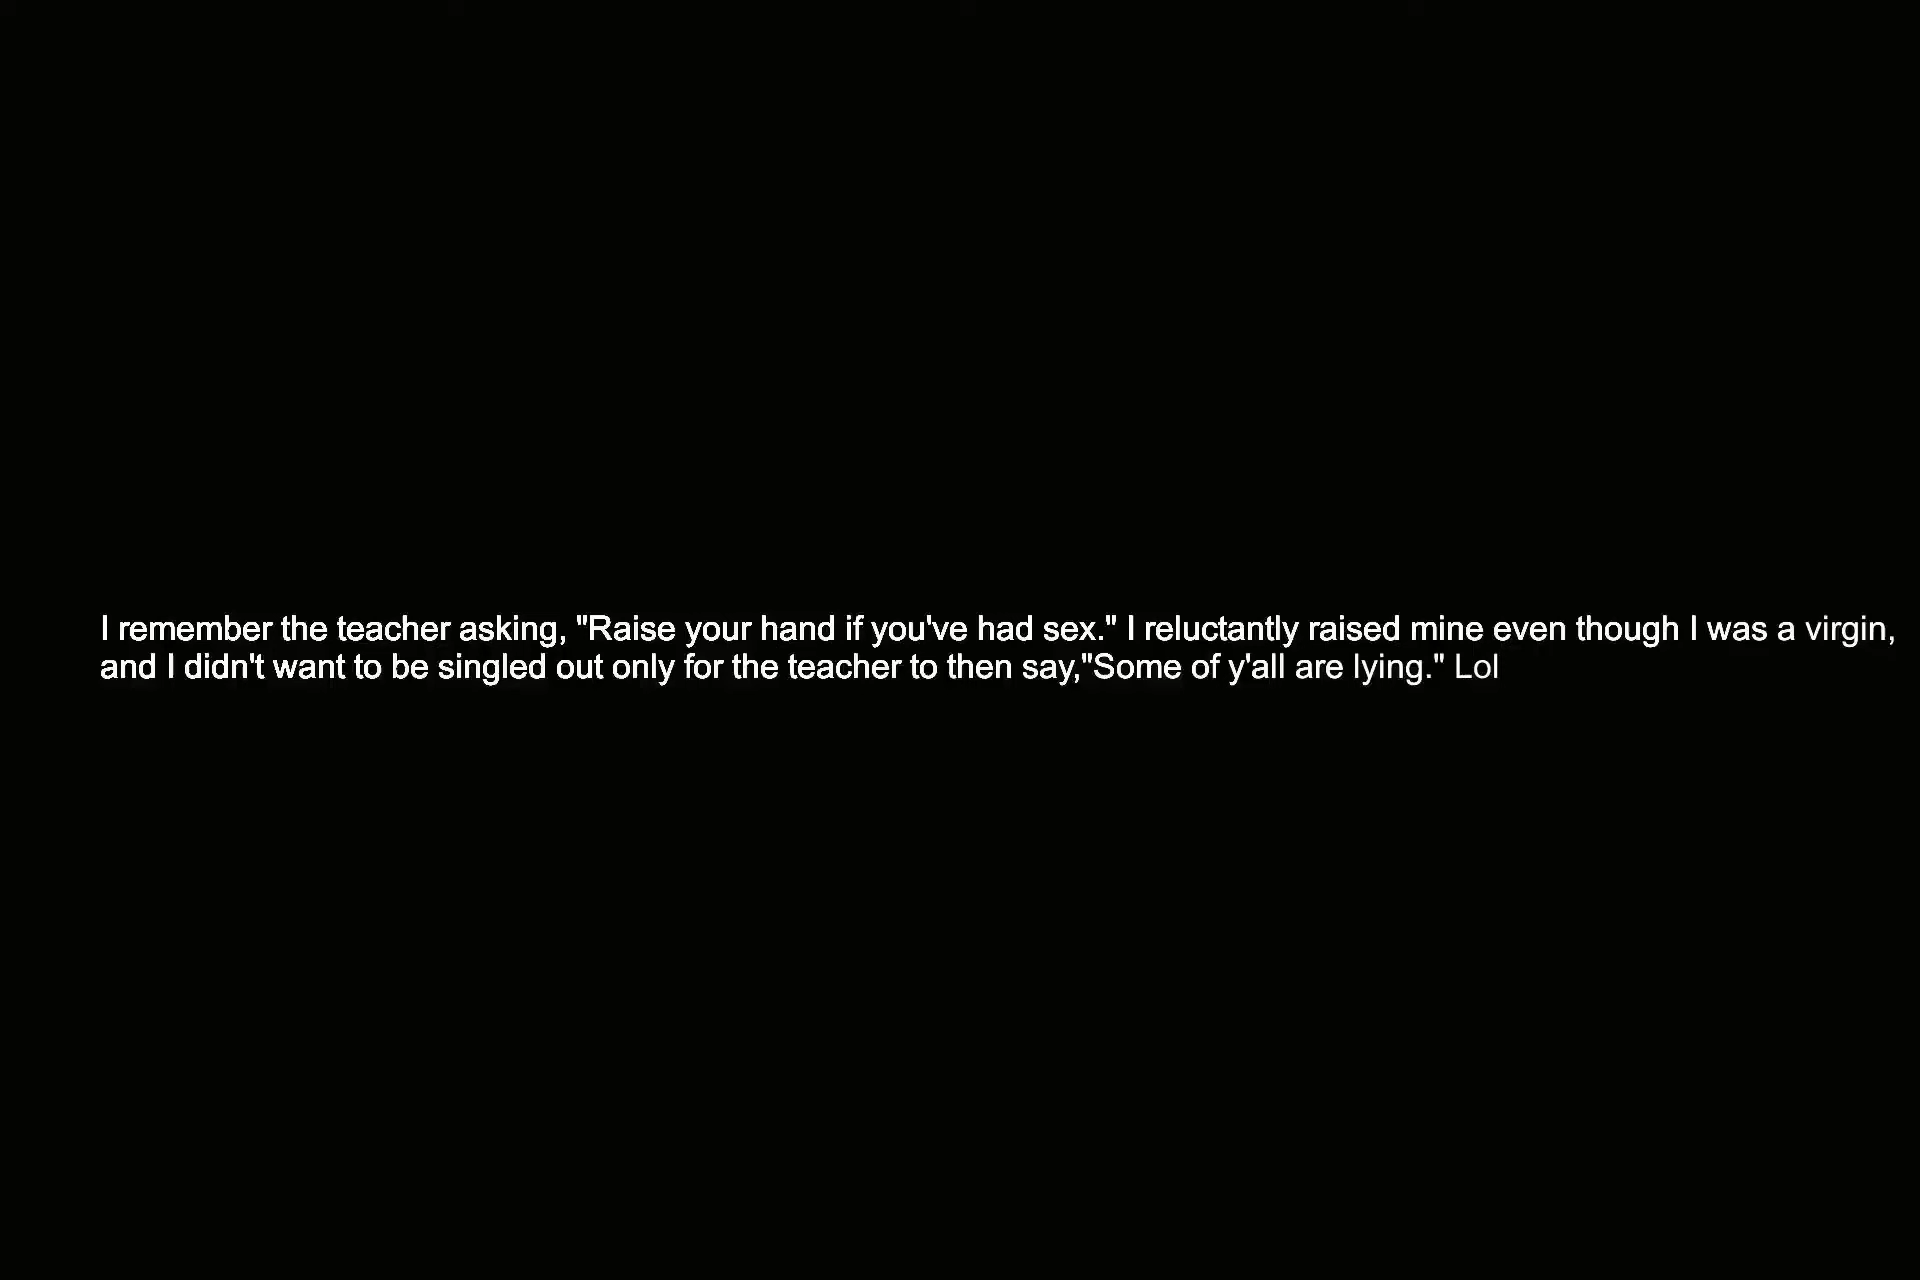 I remember the teacher asking, "Raise your hand if you've had sex." I reluctantly raised mine even though I was a virgin,
and I didn't want to be singled out only for the teacher to then say,"Some of y'all are lying." Lol